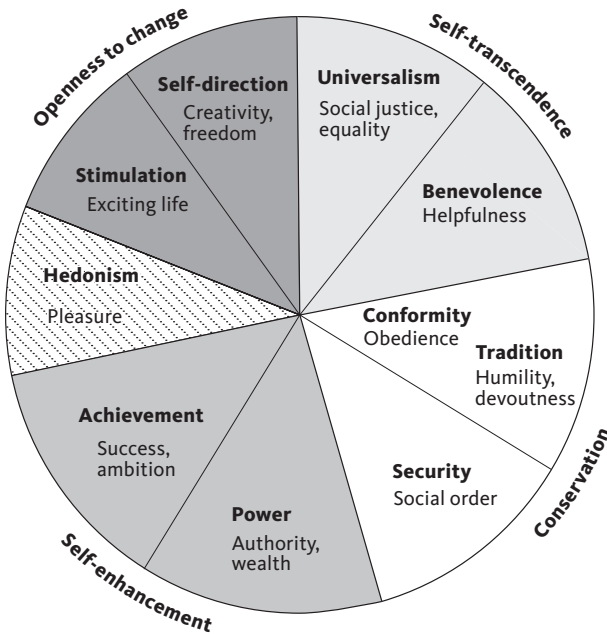 Openness to change
Self-transcendence
Self-direction
Creativity,
freedom
Universalism
Social justice,
equality
Stimulation
Exciting life
Benevolence
Helpfulness
Hedonism
Pleasure
Conformity
Obedience
Tradition
Humility,
devoutness
Achievement
Success,
ambition
Security
Social order
Power
Authority,
wealth
Conservation
Self-enhancement